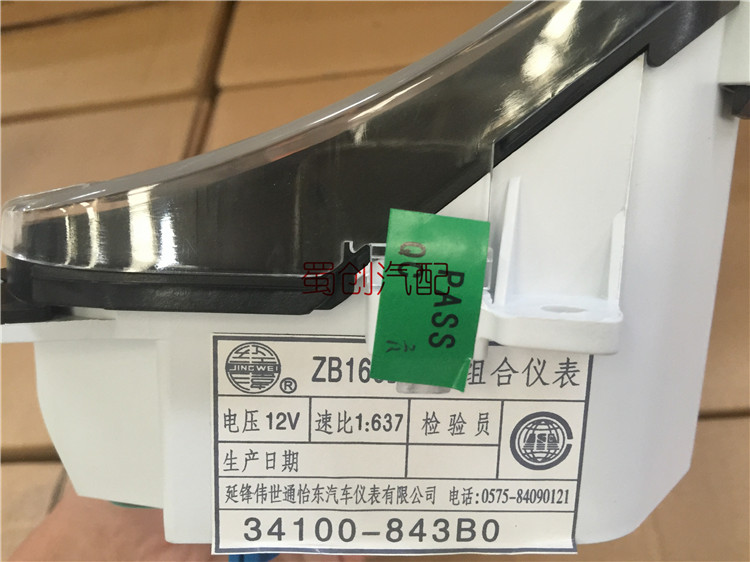 蜀创汽配
PASS
JINGWEI
®
组合仪表
电压 12V 速比1:637 检验员
生产日期
延锋伟世通怡东汽车仪表有限公司 电话:0575-84090121
34100-843B0